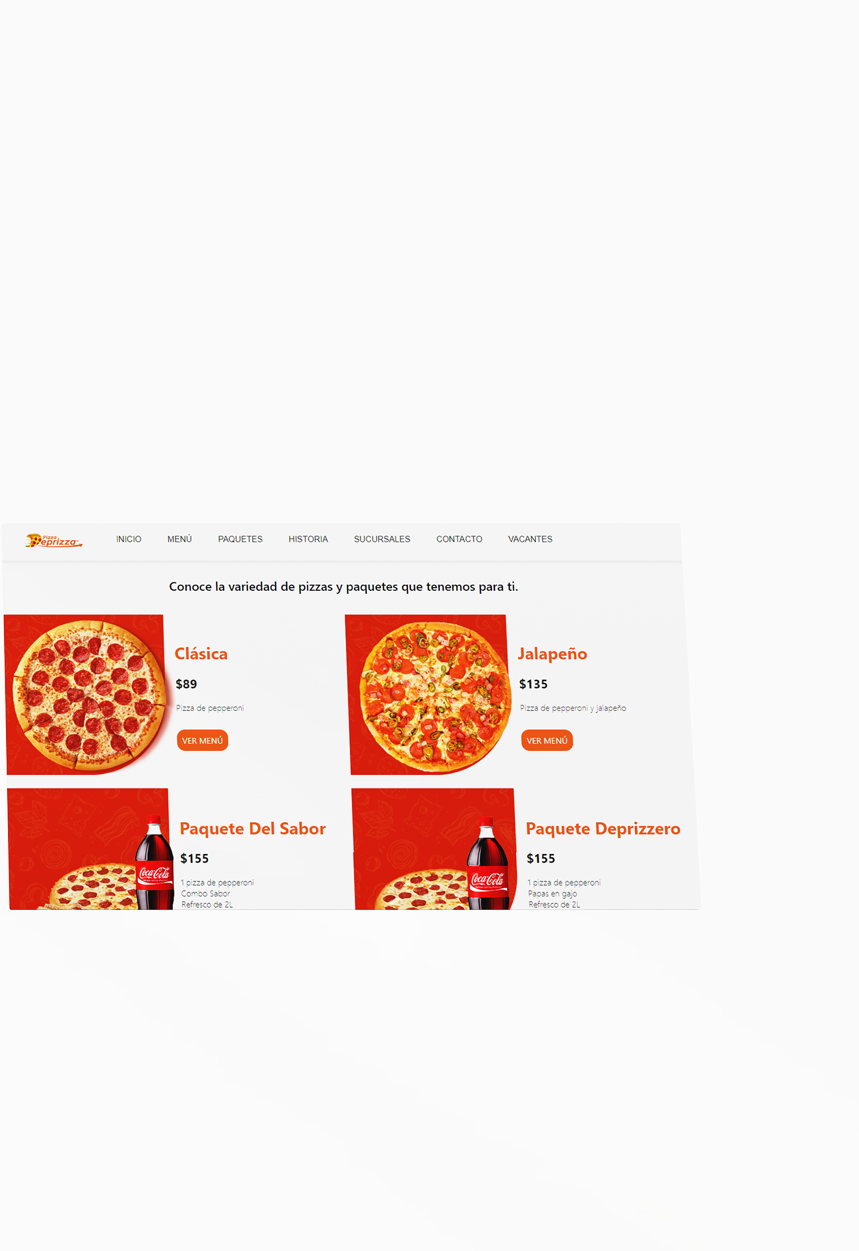 Pizza
Deprizza
INICIO
MENÚ
PAQUETES
HISTORIA
SUCURSALES
CONTACTO
VACANTES
Conoce la variedad de pizzas y paquetes que tenemos para ti.
Clásica
$89
Pizza de pepperoni
VER MENÚ
Jalapeño
$135
Pizza de pepperoni y jalapeño
VER MENÚ
Paquete Del Sabor
$155
1 pizza de pepperoni
Combo Sabor
Refresco de 2L
Coca-Cola
Paquete Deprizzero
$155
1 pizza de pepperoni
Papas en gajo
Refresco de 2L
Coca-Cola